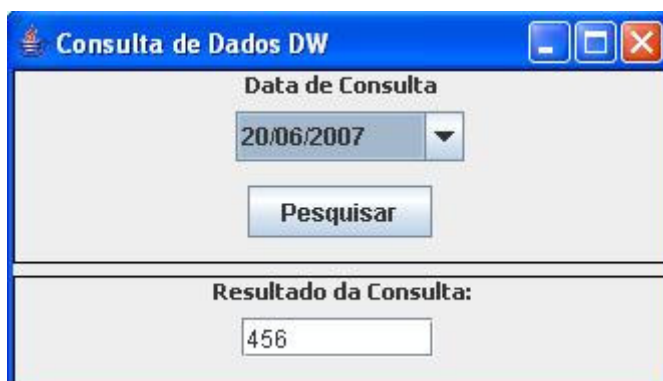 Consulta de Dados DW
Data de Consulta
20/06/2007
Pesquisar
Resultado da Consulta:
456